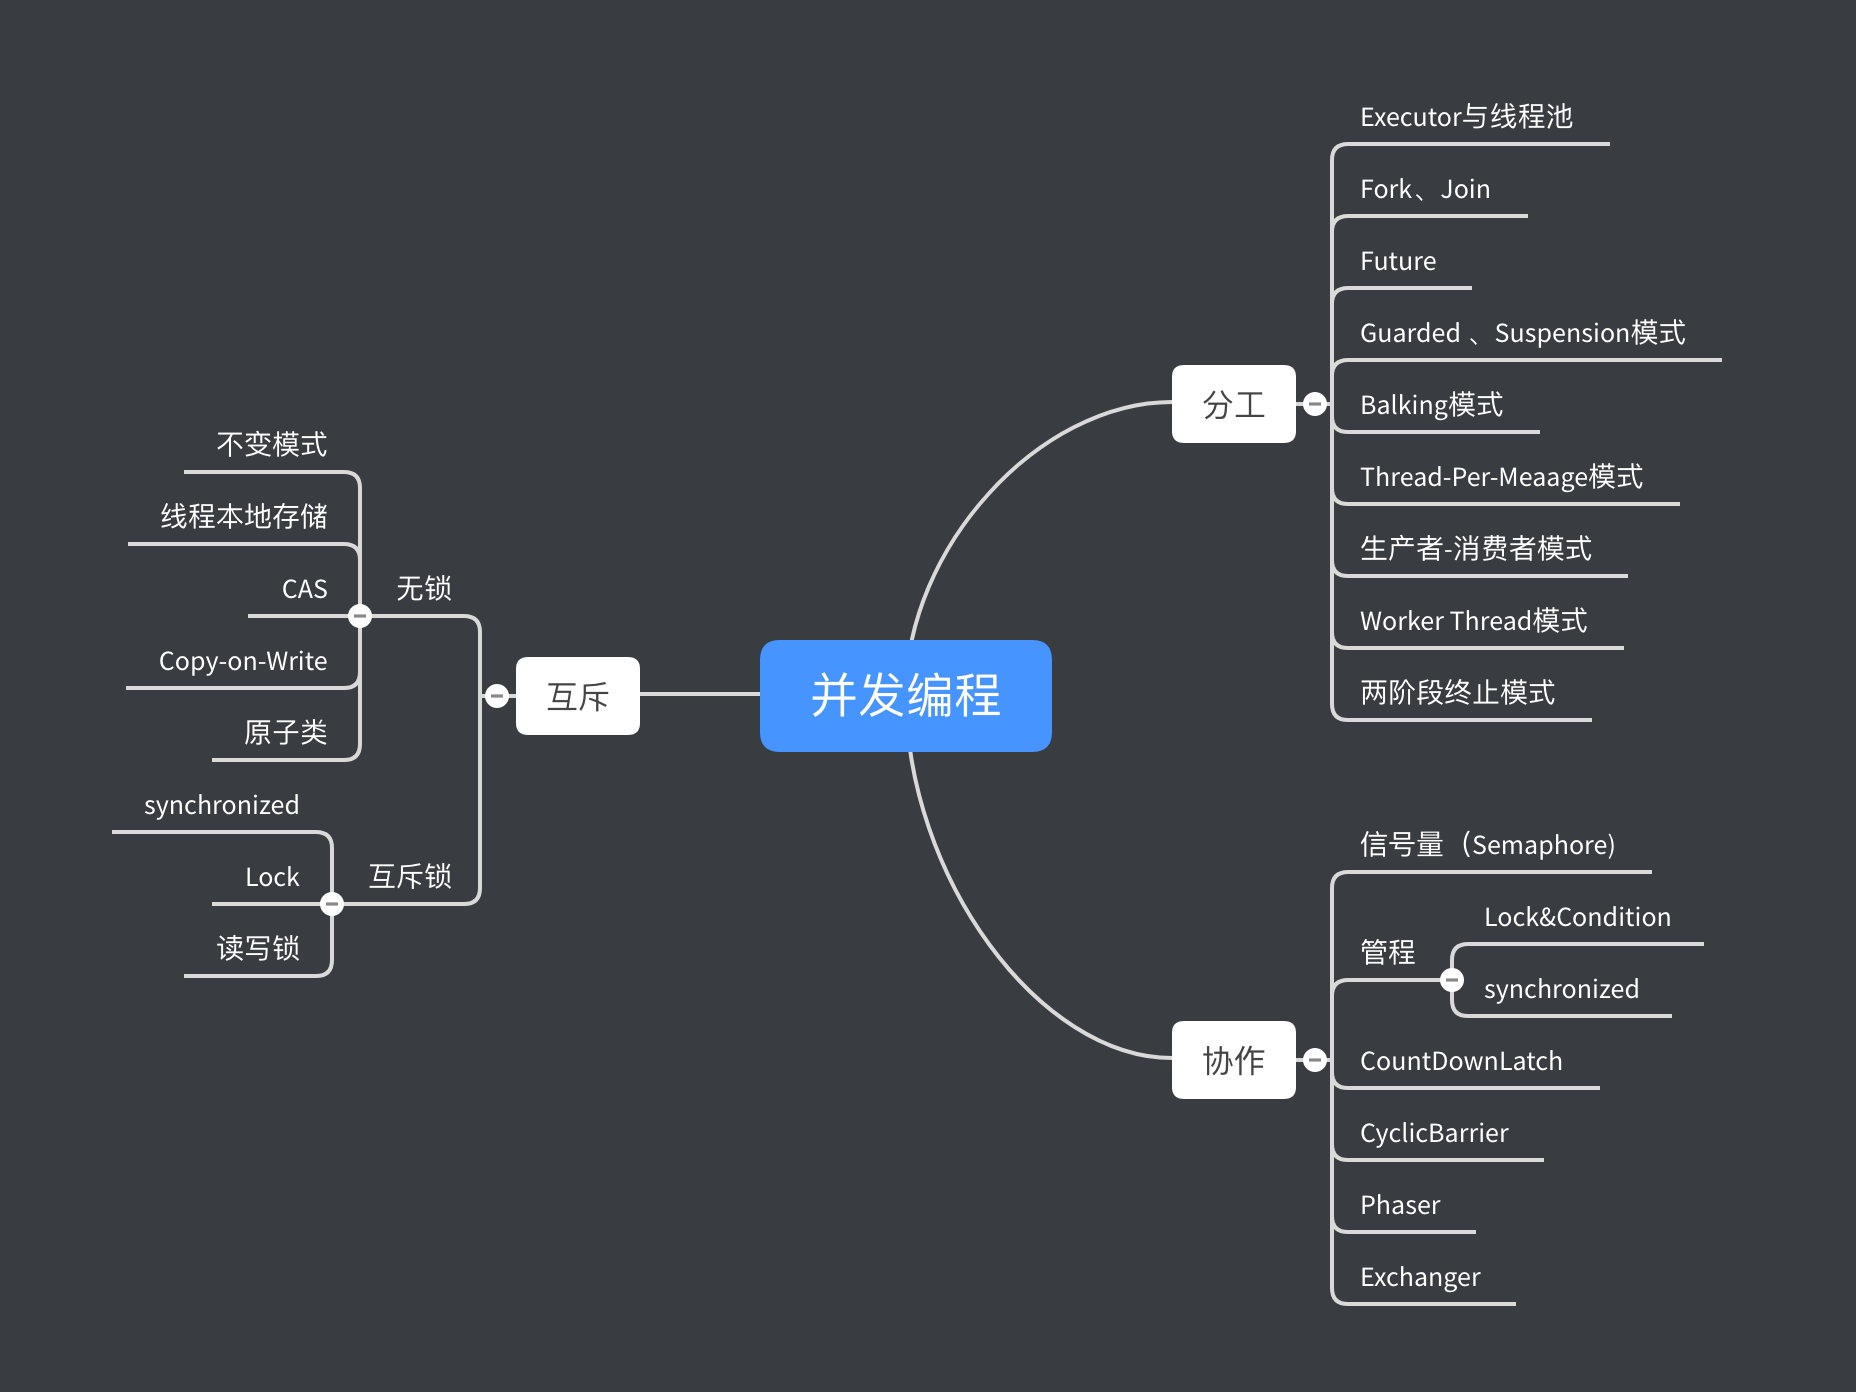 并发编程
分工
Executor与线程池
Fork、Join
Future
Guarded 、Suspension模式
Balking模式
Thread-Per-Meaage模式
生产者-消费者模式
Worker Thread模式
两阶段终止模式
协作
信号量（Semaphore)
管程
Lock&Condition
synchronized
CountDownLatch
CyclicBarrier
Phaser
Exchanger
互斥
无锁
不变模式
线程本地存储
CAS
Copy-on-Write
原子类
互斥锁
synchronized
Lock
读写锁